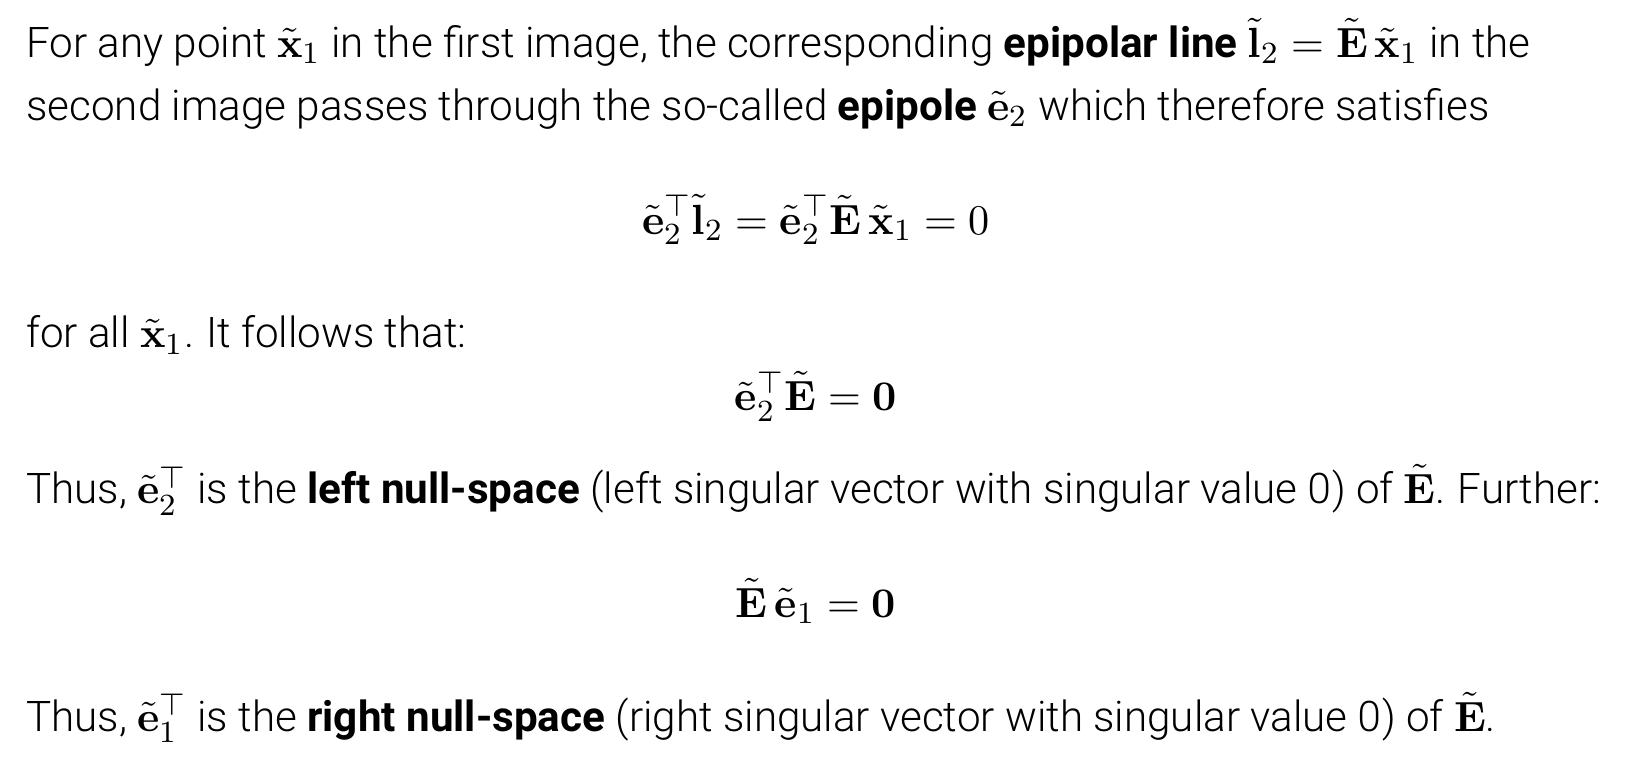 For any point $\tilde{\mathbf{x}}_1$ in the first image, the corresponding **epipolar line** $\tilde{\mathbf{l}}_2 = \tilde{\mathbf{E}}\,\tilde{\mathbf{x}}_1$ in the
second image passes through the so-called **epipole** $\tilde{\mathbf{e}}_2$ which therefore satisfies
$\tilde{\mathbf{e}}_2^\top \tilde{\mathbf{l}}_2 = \tilde{\mathbf{e}}_2^\top \tilde{\mathbf{E}}\,\tilde{\mathbf{x}}_1 = 0$
for all $\tilde{\mathbf{x}}_1$. It follows that:
$\tilde{\mathbf{e}}_2^\top \tilde{\mathbf{E}} = \mathbf{0}$
Thus, $\tilde{\mathbf{e}}_2^\top$ is the **left null-space** (left singular vector with singular value 0) of $\tilde{\mathbf{E}}$. Further:
$\tilde{\mathbf{E}}\,\tilde{\mathbf{e}}_1 = \mathbf{0}$
Thus, $\tilde{\mathbf{e}}_1^\top$ is the **right null-space** (right singular vector with singular value 0) of $\tilde{\mathbf{E}}$.